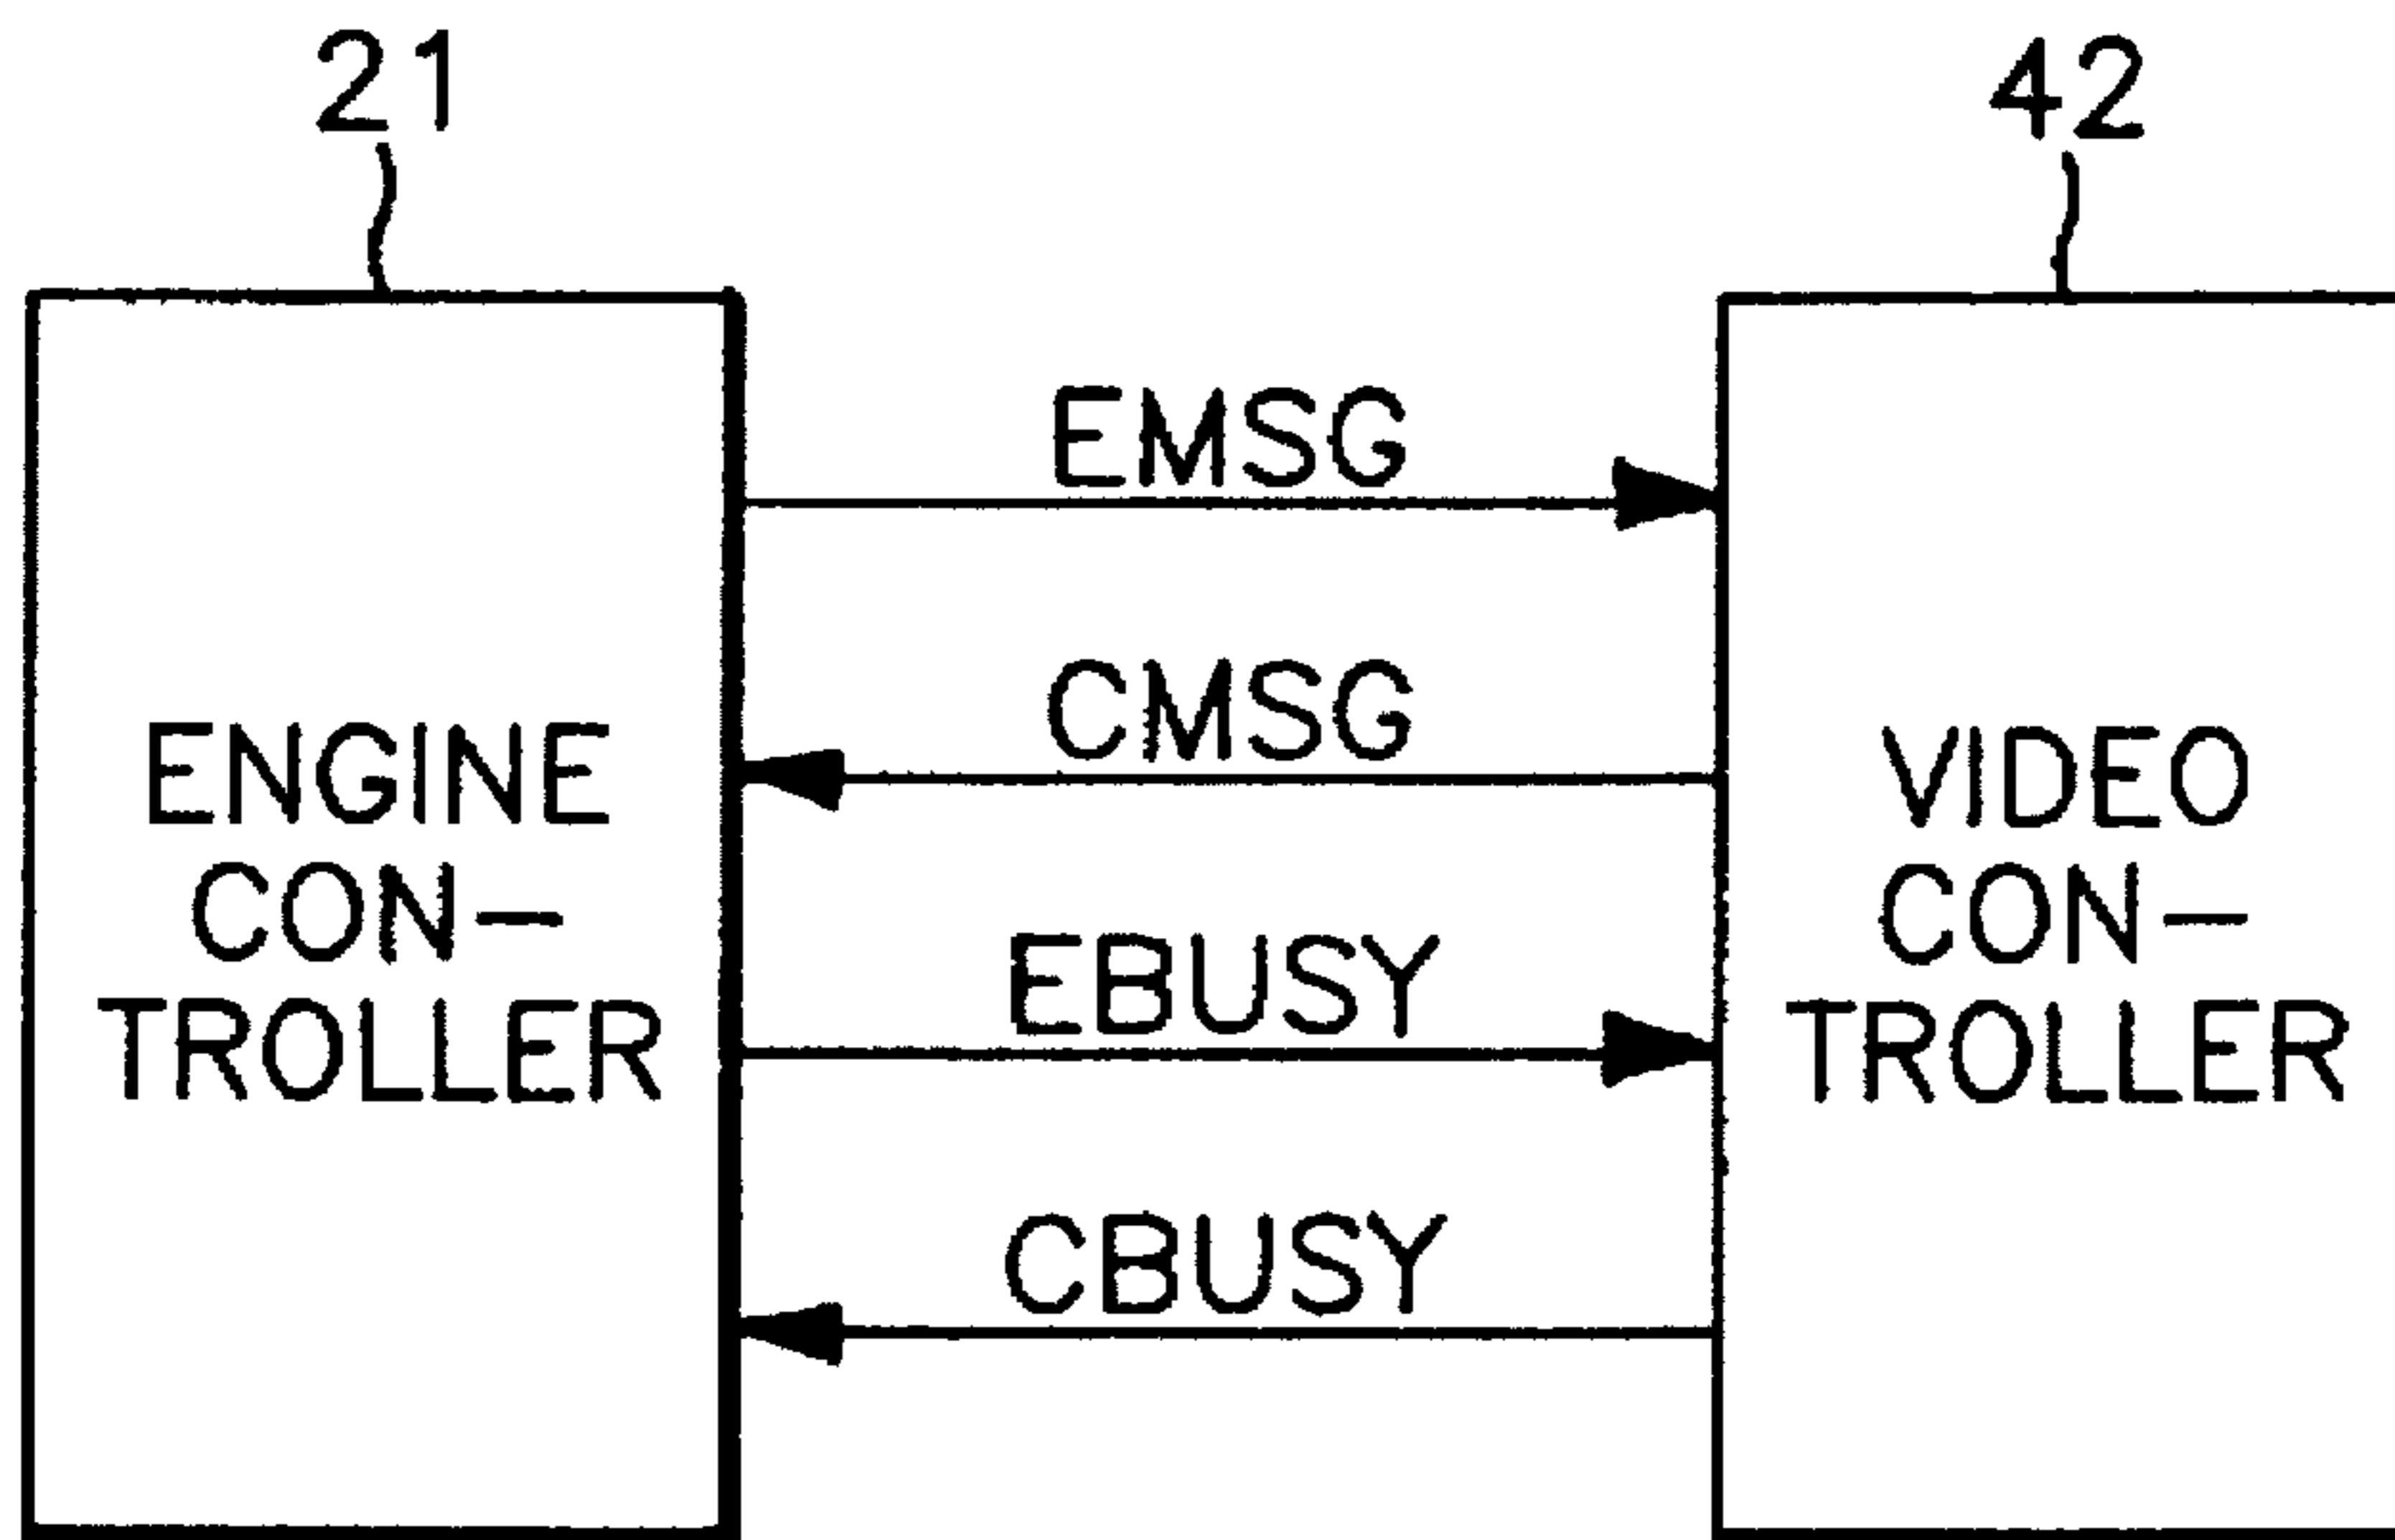 21
42
EMSG
CMSG
ENGINE
CON-
TROLLER
VIDEO
CON-
TROLLER
EBUSY
CBUSY